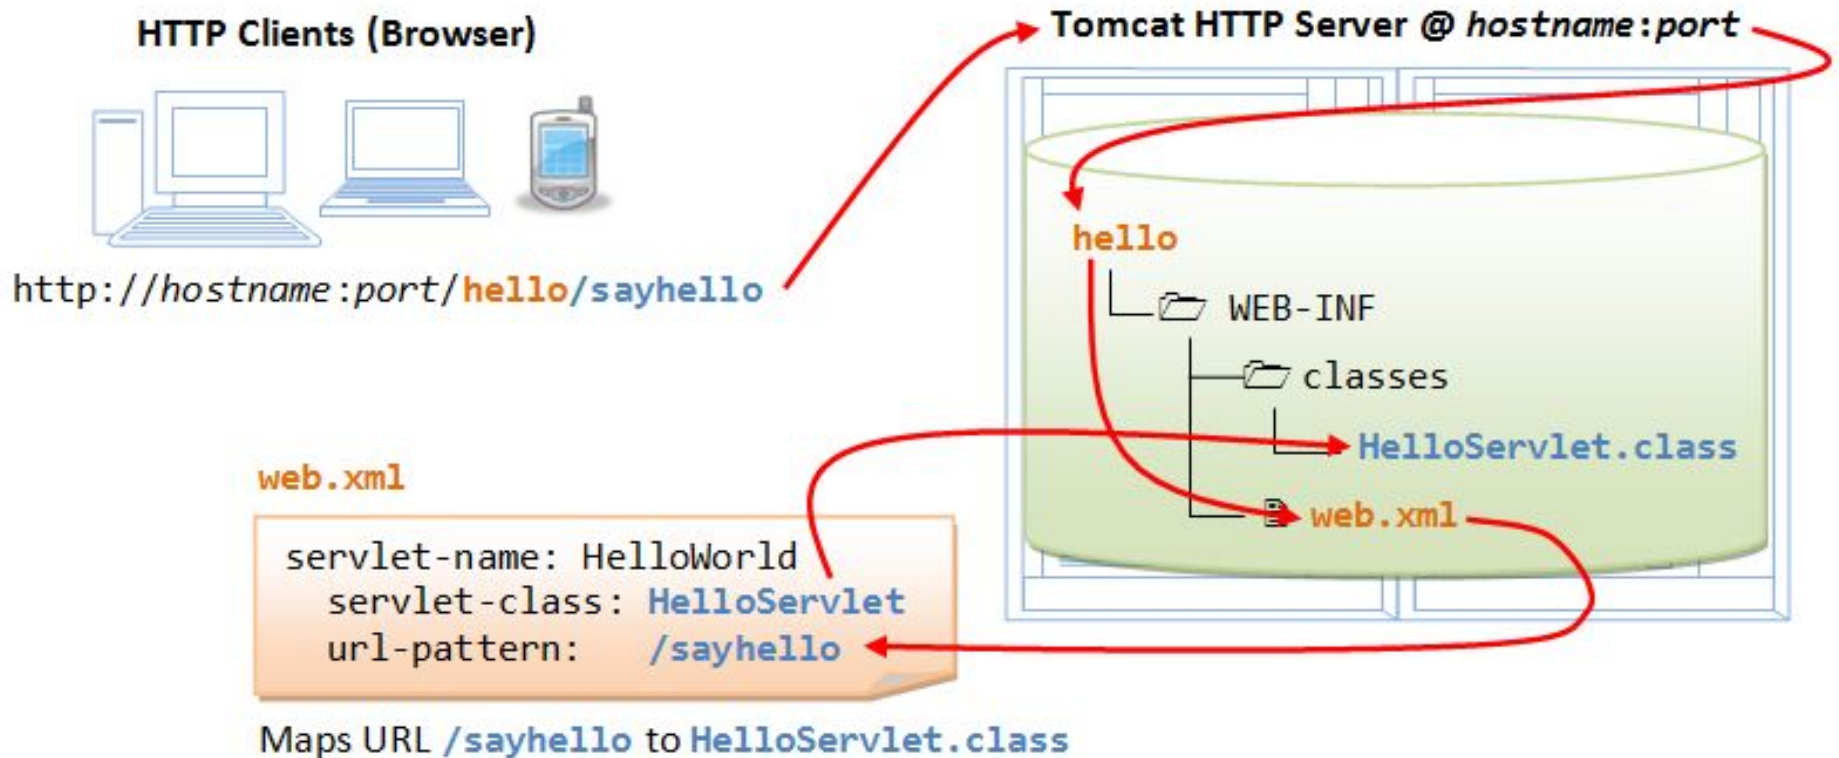 HTTP Clients (Browser)
http://hostname:port/hello/sayhello
Tomcat HTTP Server @ hostname:port
hello
WEB-INF
classes
HelloServlet.class
web.xml
web.xml
servlet-name: HelloWorld
servlet-class: HelloServlet
url-pattern: /sayhello
Maps URL /sayhello to HelloServlet.class